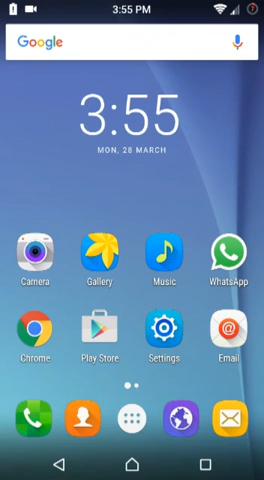 3:55 PM
Google
3:55
MON, 28 MARCH
Camera Gallery Music WhatsApp
Chrome Play Store Settings Email